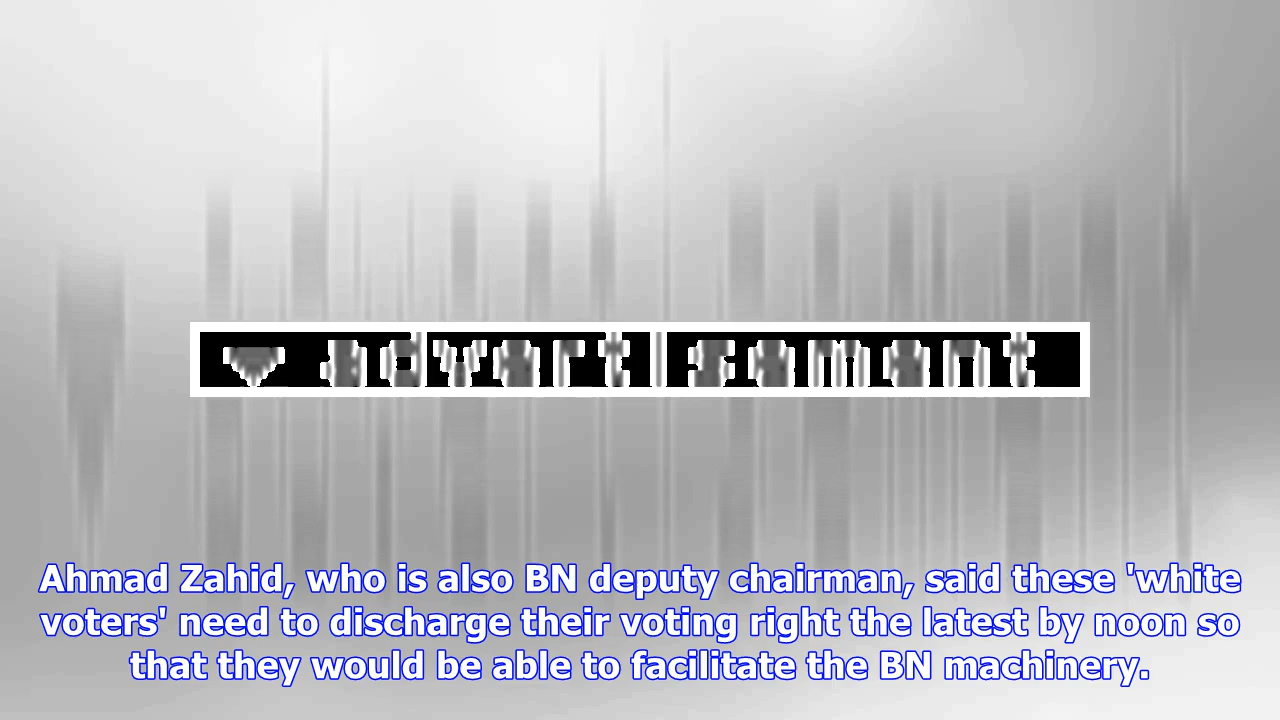 Ahmad Zahid, who is also BN deputy chairman, said these 'white
voters' need to discharge their voting right the latest by noon so
that they would be able to facilitate the BN machinery.